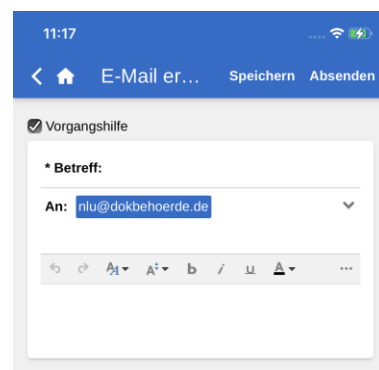 11:17
E-Mail er... Speichern Absenden
Vorgangshilfe
* Betreff:
An: nlu@dokbehoerde.de
A A b i u A ...